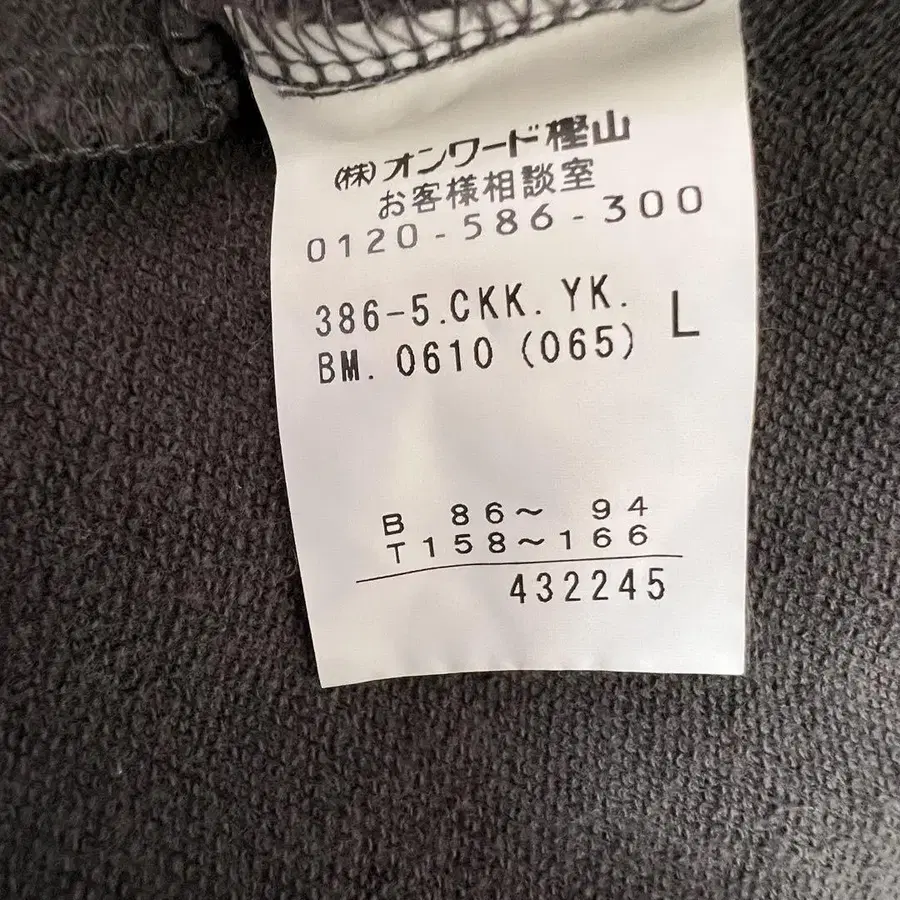 (株)オンワード樫山
お客様相談室
0120-586-300
386-5.CKK.YK.
BM.0610(065) L
B 86～ 94
T158～166
432245